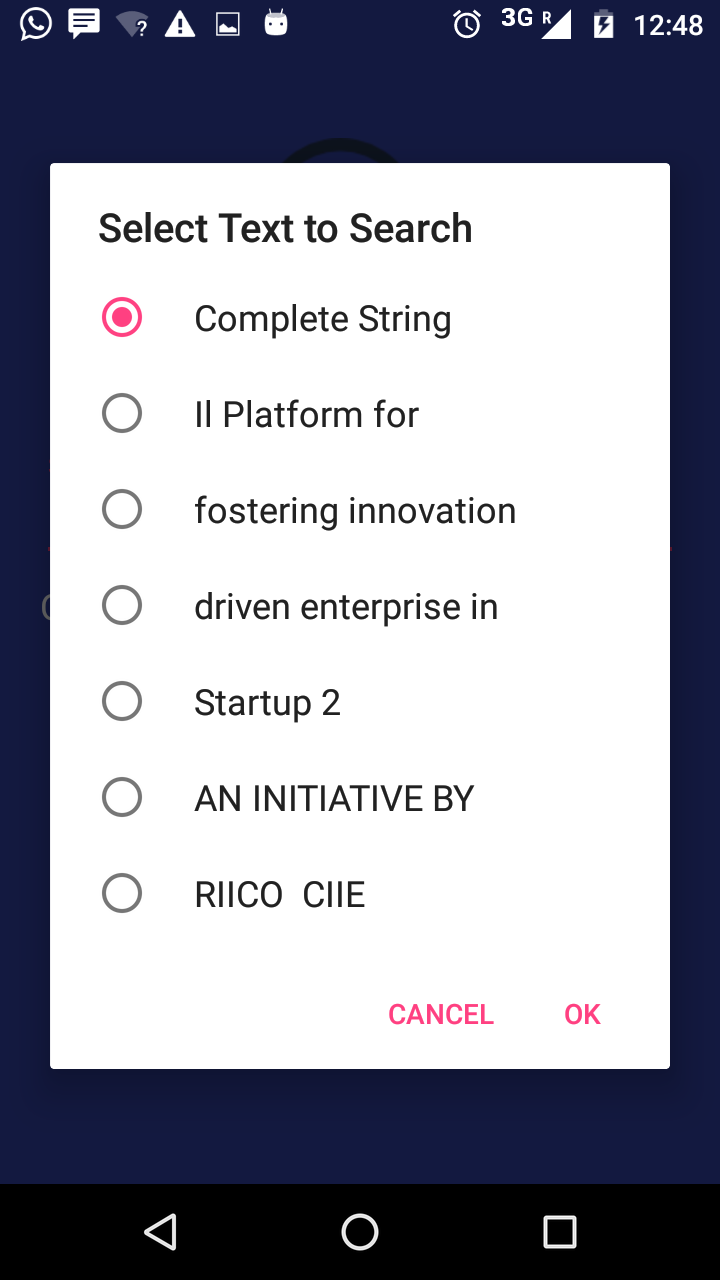 3G R 12:48
Select Text to Search
Complete String
Il Platform for
fostering innovation
driven enterprise in
Startup 2
AN INITIATIVE BY
RIICO  CIIE
CANCEL OK